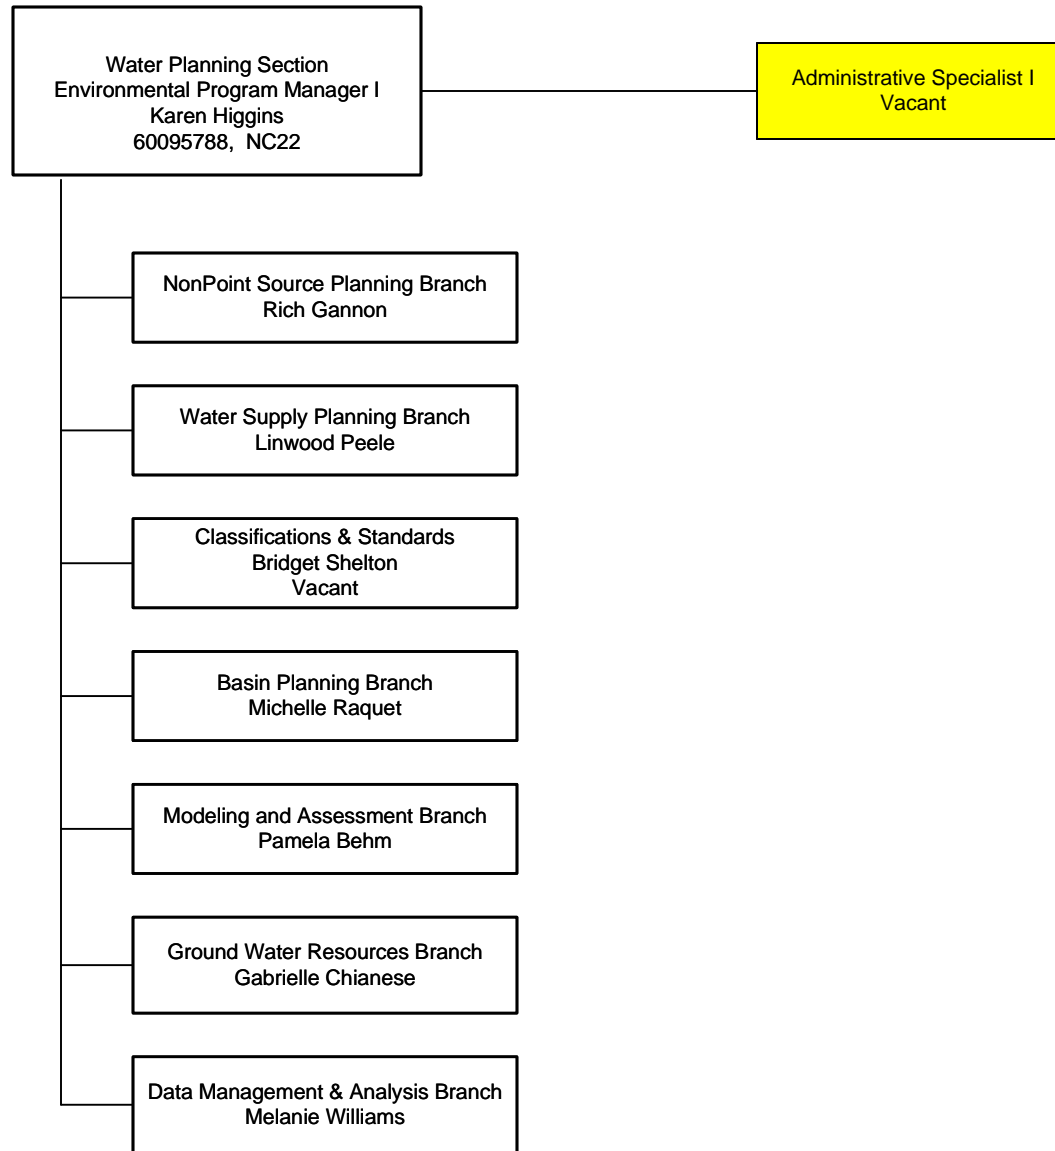 Water Planning Section
Environmental Program Manager I
Karen Higgins
60095788, NC22
Administrative Specialist I
Vacant
NonPoint Source Planning Branch
Rich Gannon
Water Supply Planning Branch
Linwood Peele
Classifications & Standards
Bridget Shelton
Vacant
Basin Planning Branch
Michelle Raquet
Modeling and Assessment Branch
Pamela Behm
Ground Water Resources Branch
Gabrielle Chianese
Data Management & Analysis Branch
Melanie Williams